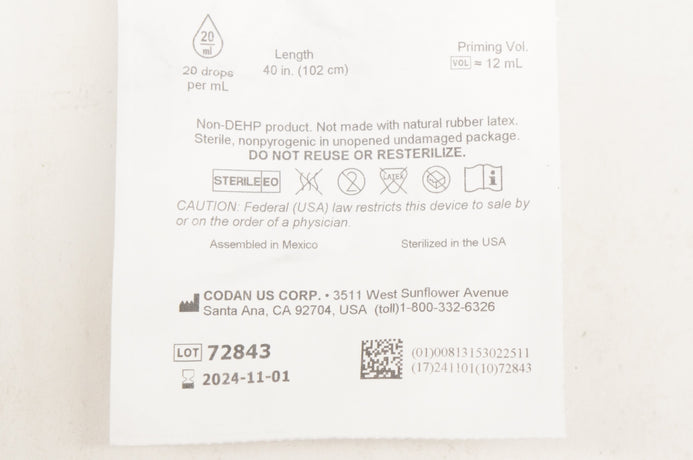 20
ml
20 drops
per mL
Length
40 in. (102 cm)
Priming Vol.
VOL ≈ 12 mL
Non-DEHP product. Not made with natural rubber latex.
Sterile, nonpyrogenic in unopened undamaged package.
DO NOT REUSE OR RESTERILIZE.
STERILE EO
2
LATEX
i
CAUTION: Federal (USA) law restricts this device to sale by
or on the order of a physician.
Assembled in Mexico
Sterilized in the USA
CODAN US CORP. • 3511 West Sunflower Avenue
Santa Ana, CA 92704, USA (toll)1-800-332-6326
LOT 72843
2024-11-01
(01)00813153022511
(17)241101(10)72843